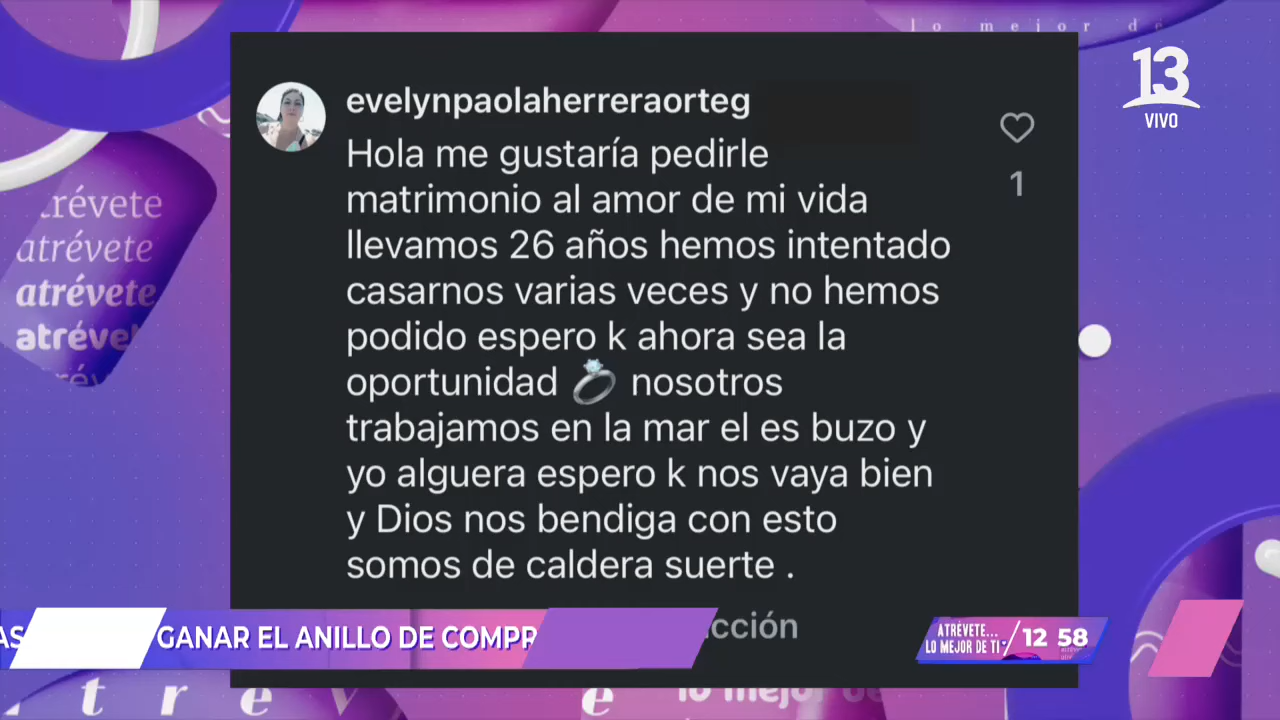 lo mejor de
13
VIVO
evelynpaolaherreraorteg
Hola me gustaría pedirle
matrimonio al amor de mi vida
llevamos 26 años hemos intentado
casarnos varias veces y no hemos
podido espero k ahora sea la
oportunidad 💍 nosotros
trabajamos en la mar el es buzo y
yo alguera espero k nos vaya bien
y Dios nos bendiga con esto
somos de caldera suerte .
1
atrévete
atrévete
atrévete
GANAR EL ANILLO DE
ATRÉVETE...
LO MEJOR DE TI
12 58